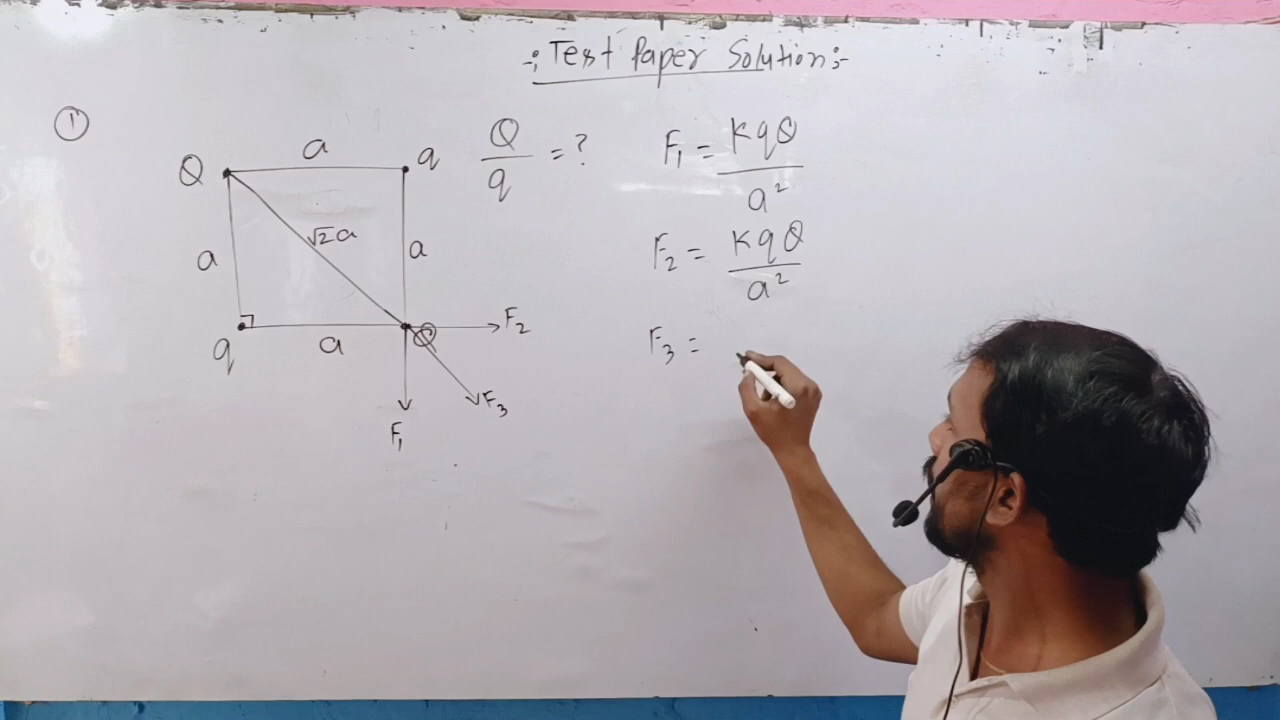 -: Test Paper Solution :-
①
Q a q
Q/q = ?
F₁ = KqQ/a²
a √2a a
F₂ = KqQ/a²
q a Q F₂
F₃ =
F₃
F₁